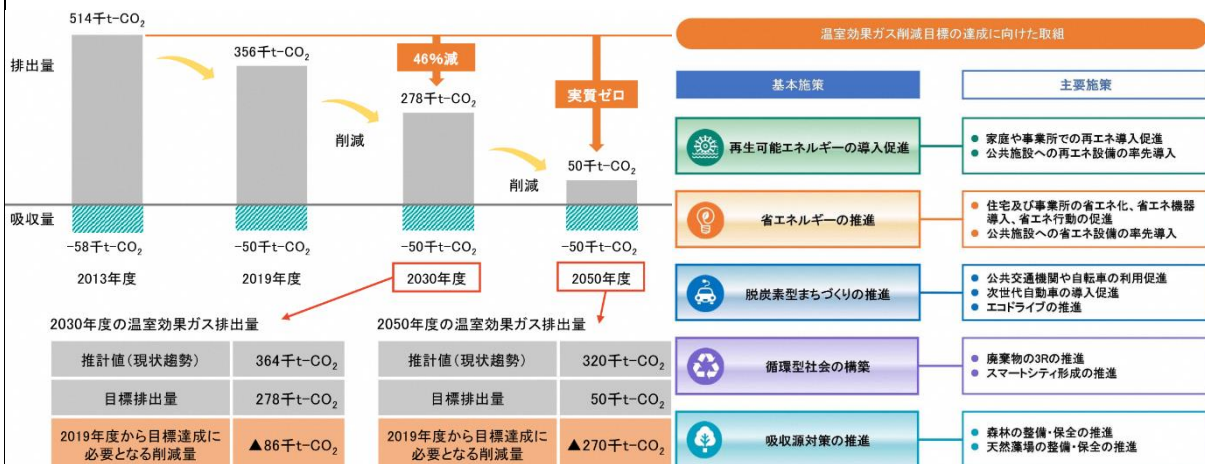 514千t-CO₂
排出量
356千t-CO₂
46%減
278千t-CO₂
実質ゼロ
削減
50千t-CO₂
削減
吸収量
-58千t-CO₂
-50千t-CO₂
-50千t-CO₂
-50千t-CO₂
2013年度
2019年度
2030年度
2050年度
2030年度の温室効果ガス排出量
推計値(現状趨勢)
364千t-CO₂
目標排出量
278千t-CO₂
2019年度から目標達成に
必要となる削減量
▲86千t-CO₂
2050年度の温室効果ガス排出量
推計値(現状趨勢)
320千t-CO₂
目標排出量
50千t-CO₂
2019年度から目標達成に
必要となる削減量
▲270千t-CO₂
温室効果ガス削減目標の達成に向けた取組
基本施策
主要施策
再生可能エネルギーの導入促進
● 家庭や事業所での再エネ導入促進
● 公共施設への再エネ設備の率先導入
省エネルギーの推進
● 住宅及び事業所の省エネ化、省エネ機器
導入、省エネ行動の促進
● 公共施設への省エネ設備の率先導入
脱炭素型まちづくりの推進
● 公共交通機関や自転車の利用促進
● 次世代自動車の導入促進
● エコドライブの推進
循環型社会の構築
● 廃棄物の3Rの推進
● スマートシティ形成の推進
吸収源対策の推進
● 森林の整備・保全の推進
● 天然藻場の整備・保全の推進